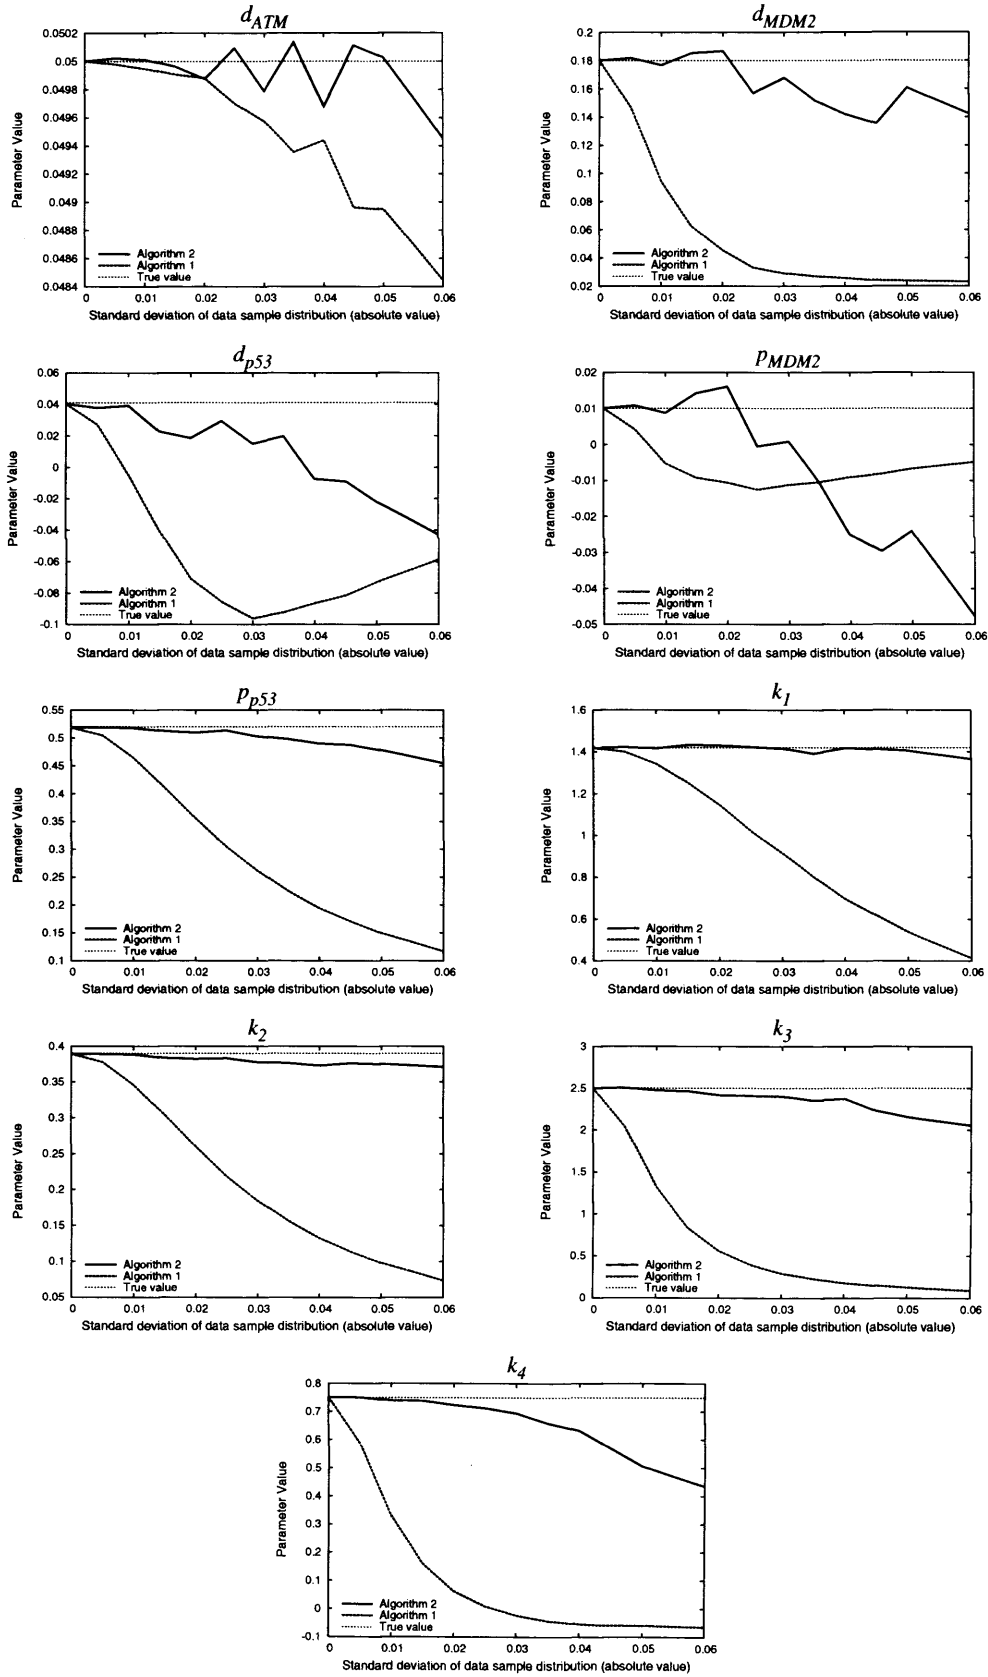 d_ATM
0.0502
0.05
0.0498
0.0496
0.0494
0.0492
0.049
0.0488
0.0486
0.0484
Parameter Value
Algorithm 2
Algorithm 1
True value
0 0.01 0.02 0.03 0.04 0.05 0.06
Standard deviation of data sample distribution (absolute value)
d_MDM2
0.2
0.18
0.16
0.14
0.12
0.1
0.08
0.06
0.04
0.02
Parameter Value
Algorithm 2
Algorithm 1
True value
0 0.01 0.02 0.03 0.04 0.05 0.06
Standard deviation of data sample distribution (absolute value)
d_p53
0.06
0.04
0.02
0
-0.02
-0.04
-0.06
-0.08
-0.1
Parameter Value
Algorithm 2
Algorithm 1
True value
0 0.01 0.02 0.03 0.04 0.05 0.06
Standard deviation of data sample distribution (absolute value)
p_MDM2
0.02
0.01
0
-0.01
-0.02
-0.03
-0.04
-0.05
Parameter Value
Algorithm 2
Algorithm 1
True value
0 0.01 0.02 0.03 0.04 0.05 0.06
Standard deviation of data sample distribution (absolute value)
p_p53
0.55
0.5
0.45
0.4
0.35
0.3
0.25
0.2
0.15
0.1
Parameter Value
Algorithm 2
Algorithm 1
True value
0 0.01 0.02 0.03 0.04 0.05 0.06
Standard deviation of data sample distribution (absolute value)
k_1
1.6
1.4
1.2
1
0.8
0.6
0.4
Parameter Value
Algorithm 2
Algorithm 1
True value
0 0.01 0.02 0.03 0.04 0.05 0.06
Standard deviation of data sample distribution (absolute value)
k_2
0.4
0.35
0.3
0.25
0.2
0.15
0.1
0.05
Parameter Value
Algorithm 2
Algorithm 1
True value
0 0.01 0.02 0.03 0.04 0.05 0.06
Standard deviation of data sample distribution (absolute value)
k_3
3
2.5
2
1.5
1
0.5
0
Parameter Value
Algorithm 2
Algorithm 1
True value
0 0.01 0.02 0.03 0.04 0.05 0.06
Standard deviation of data sample distribution (absolute value)
k_4
0.8
0.7
0.6
0.5
0.4
0.3
0.2
0.1
0
-0.1
Parameter Value
Algorithm 2
Algorithm 1
True value
0 0.01 0.02 0.03 0.04 0.05 0.06
Standard deviation of data sample distribution (absolute value)